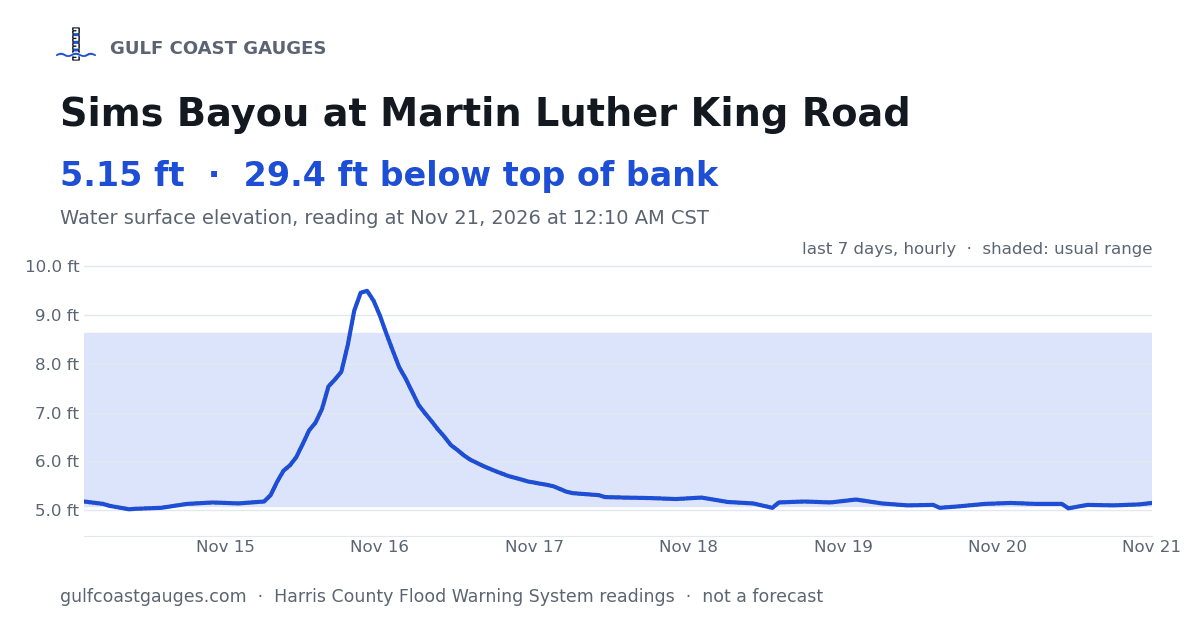 GULF COAST GAUGES
Sims Bayou at Martin Luther King Road
5.15 ft · 29.4 ft below top of bank
Water surface elevation, reading at Nov 21, 2026 at 12:10 AM CST
last 7 days, hourly · shaded: usual range
10.0 ft
9.0 ft
8.0 ft
7.0 ft
6.0 ft
5.0 ft
Nov 15 Nov 16 Nov 17 Nov 18 Nov 19 Nov 20 Nov 21
gulfcoastgauges.com · Harris County Flood Warning System readings · not a forecast